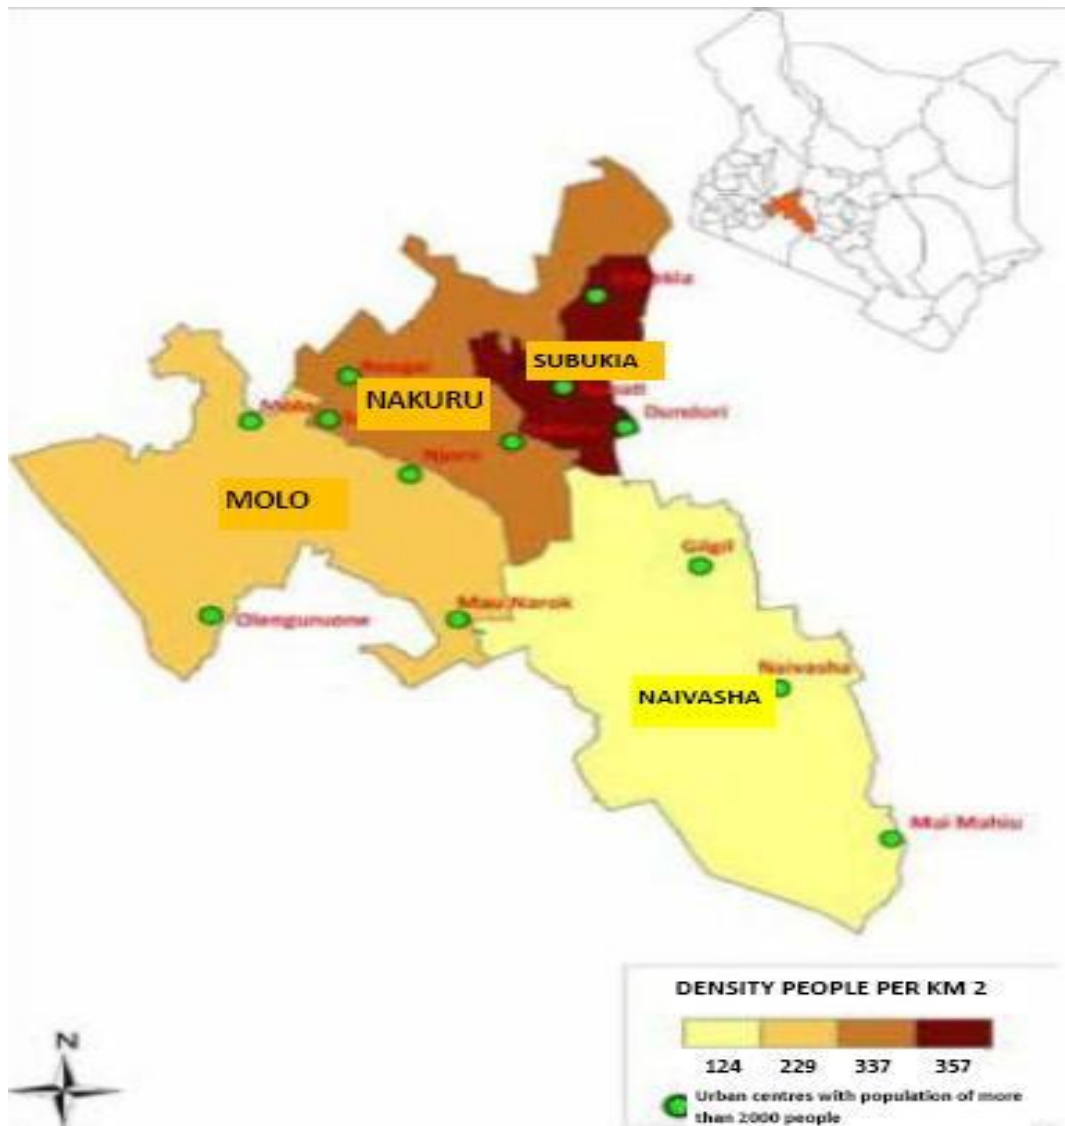 SUBUKIA
NAKURU
Dundori
Molo
Njoro
MOLO
Gilgil
Mau Narok
Olenguruone
Naivasha
NAIVASHA
Mai Mahiu
DENSITY PEOPLE PER KM 2
124 229 337 357
N
Urban centres with population of more
than 2000 people